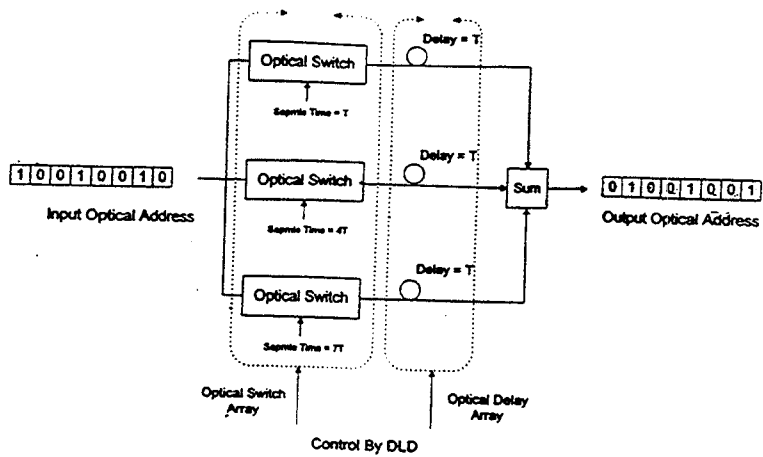 Delay = T
Optical Switch
Sapmle Time = T
Delay = T
1 0 0 1 0 0 1 0
Optical Switch
Sum
0 1 0 0 1 0 0 1
Input Optical Address
Output Optical Address
Sapmle Time = 4T
Delay = T
Optical Switch
Sapmle Time = 7T
Optical Switch
Array
Optical Delay
Array
Control By DLD